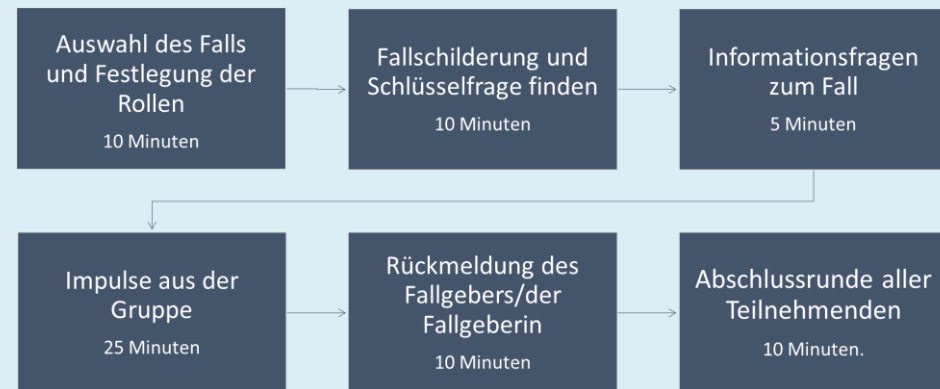 Auswahl des Falls
und Festlegung der
Rollen
10 Minuten
Fallschilderung und
Schlüsselfrage finden
10 Minuten
Informationsfragen
zum Fall
5 Minuten
Impulse aus der
Gruppe
25 Minuten
Rückmeldung des
Fallgebers/der
Fallgeberin
10 Minuten
Abschlussrunde aller
Teilnehmenden
10 Minuten.